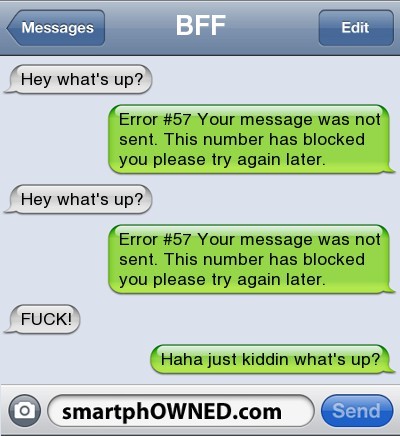 Messages
BFF
Edit
Hey what's up?
Error #57 Your message was not
sent. This number has blocked
you please try again later.
Hey what's up?
Error #57 Your message was not
sent. This number has blocked
you please try again later.
FUCK!
Haha just kiddin what's up?
smartphOWNED.com
Send